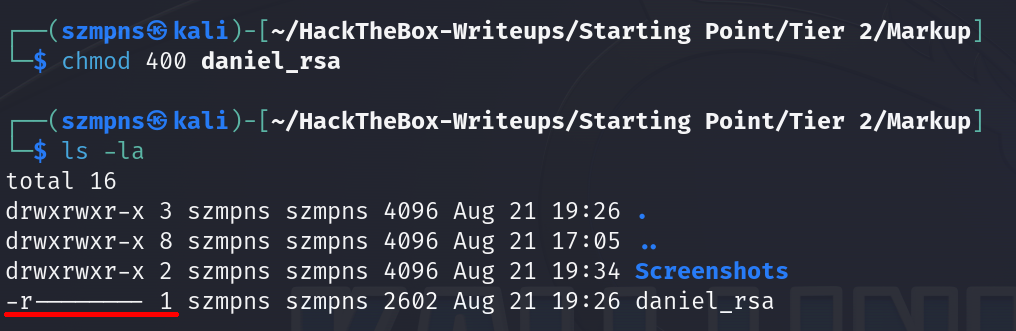 ┌──(szmpns㉿kali)-[~/HackTheBox-Writeups/Starting Point/Tier 2/Markup]
└─$ chmod 400 daniel_rsa
┌──(szmpns㉿kali)-[~/HackTheBox-Writeups/Starting Point/Tier 2/Markup]
└─$ ls -la
total 16
drwxrwxr-x 3 szmpns szmpns 4096 Aug 21 19:26 .
drwxrwxr-x 8 szmpns szmpns 4096 Aug 21 17:05 ..
drwxrwxr-x 2 szmpns szmpns 4096 Aug 21 19:34 Screenshots
-r-------- 1 szmpns szmpns 2602 Aug 21 19:26 daniel_rsa